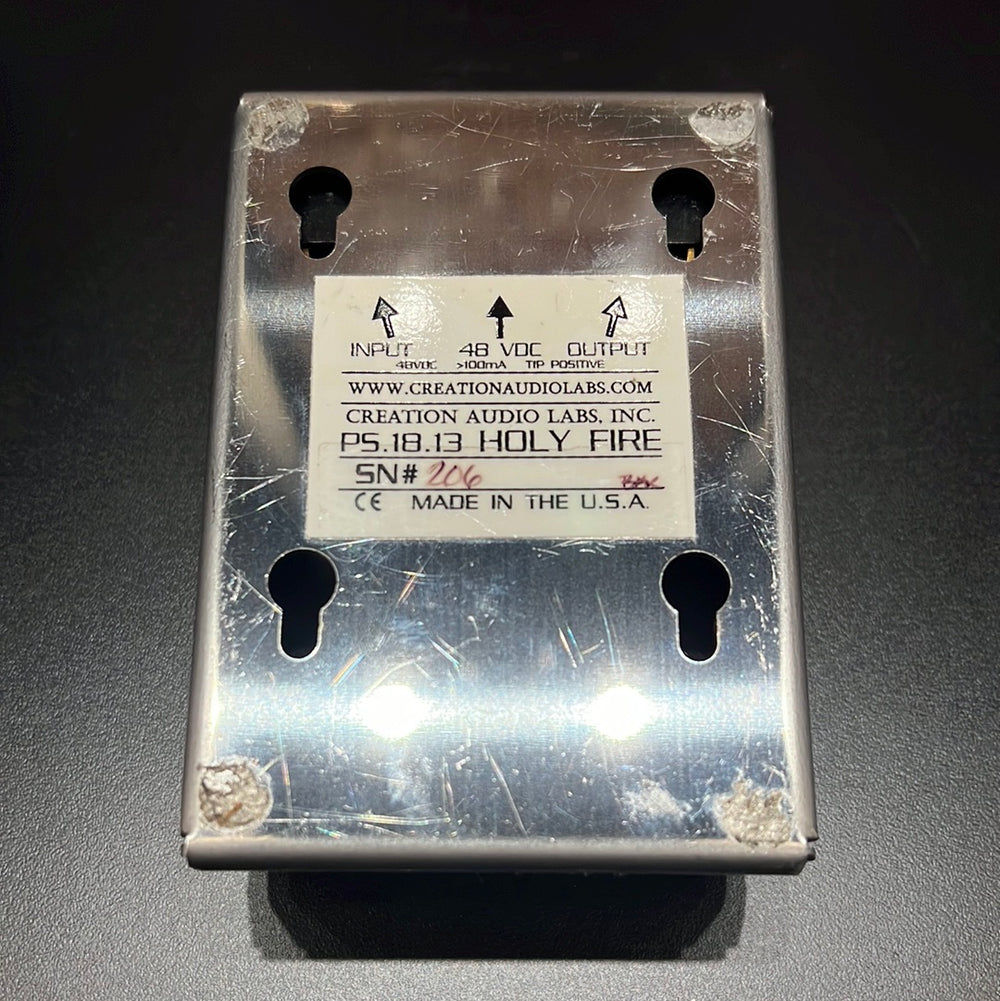 INPUT 48 VDC OUTPUT
48VDC >100mA TIP POSITIVE
WWW.CREATIONAUDIOLABS.COM
CREATION AUDIO LABS, INC.
PS.18.13 HOLY FIRE
SN# 206
CE MADE IN THE U.S.A.